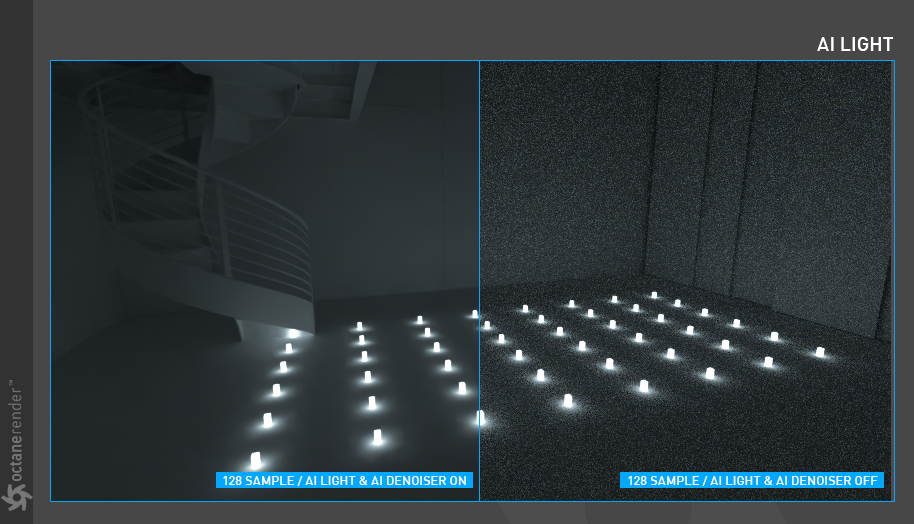 AI LIGHT
128 SAMPLE / AI LIGHT & AI DENOISER ON
128 SAMPLE / AI LIGHT & AI DENOISER OFF
octanerender™